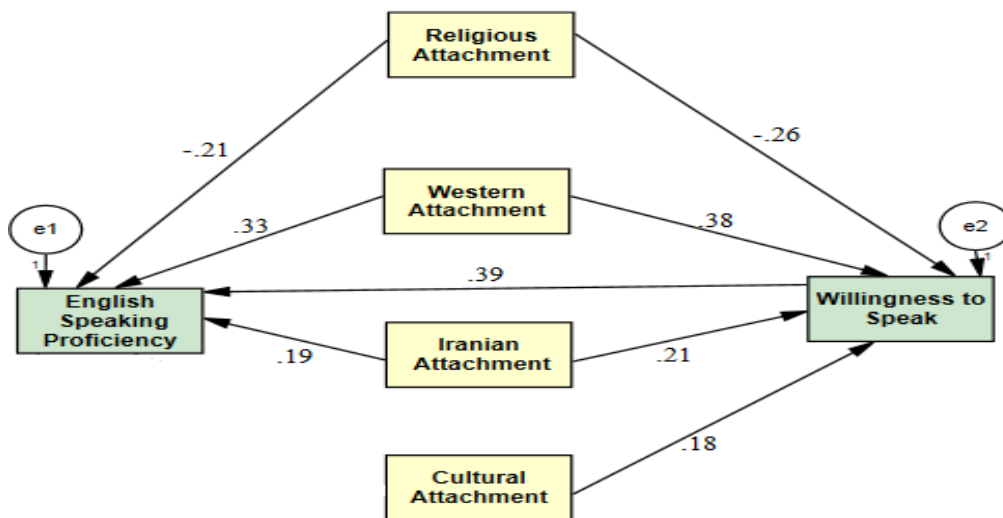 Religious
Attachment
-.21
-.26
Western
Attachment
e1
e2
.33
.38
1
1
.39
English
Speaking
Proficiency
Willingness to
Speak
Iranian
Attachment
.19
.21
.18
Cultural
Attachment